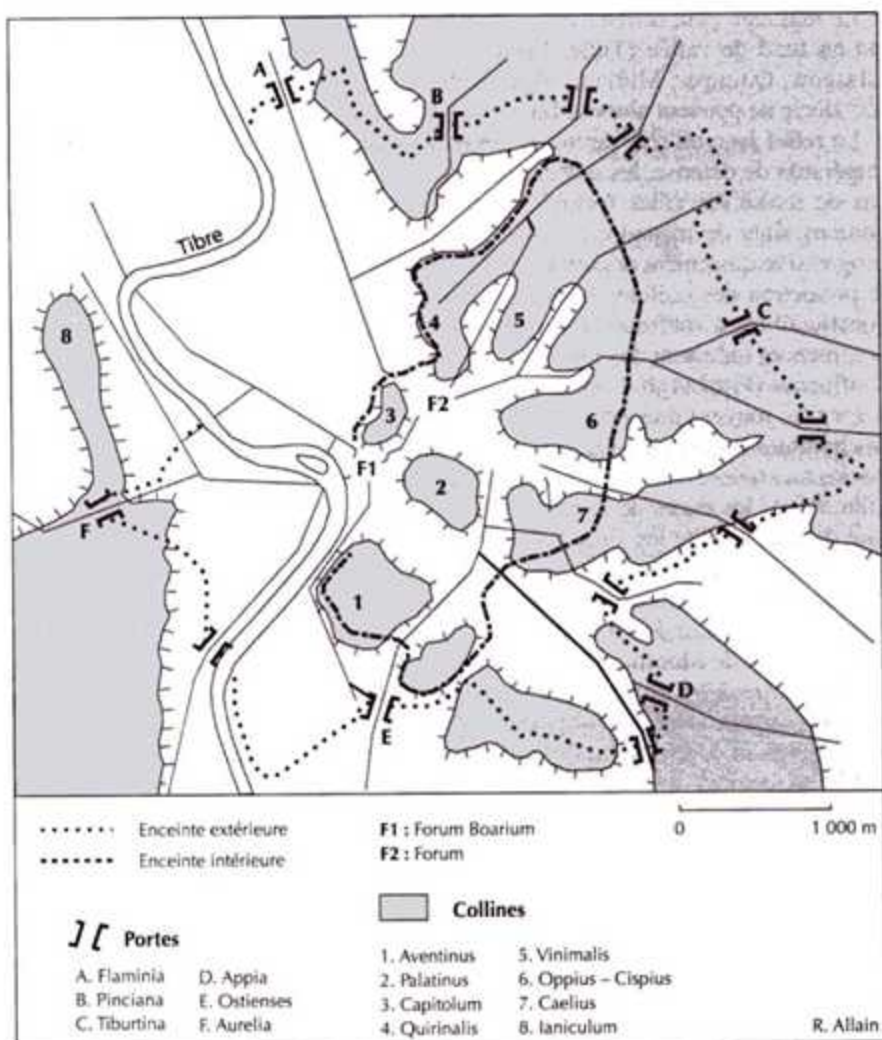 A
B
Tibre
C
8
4
5
3
F2
6
F1
2
F
7
1
D
E
Enceinte extérieure
Enceinte intérieure
F1 : Forum Boarium
F2 : Forum
0 1 000 m
Portes
A. Flaminia
B. Pinciana
C. Tiburtina
D. Appia
E. Ostienses
F. Aurelia
Collines
1. Aventinus
2. Palatinus
3. Capitolum
4. Quirinalis
5. Vinimalis
6. Oppius – Cispius
7. Caelius
8. Ianiculum
R. Allain